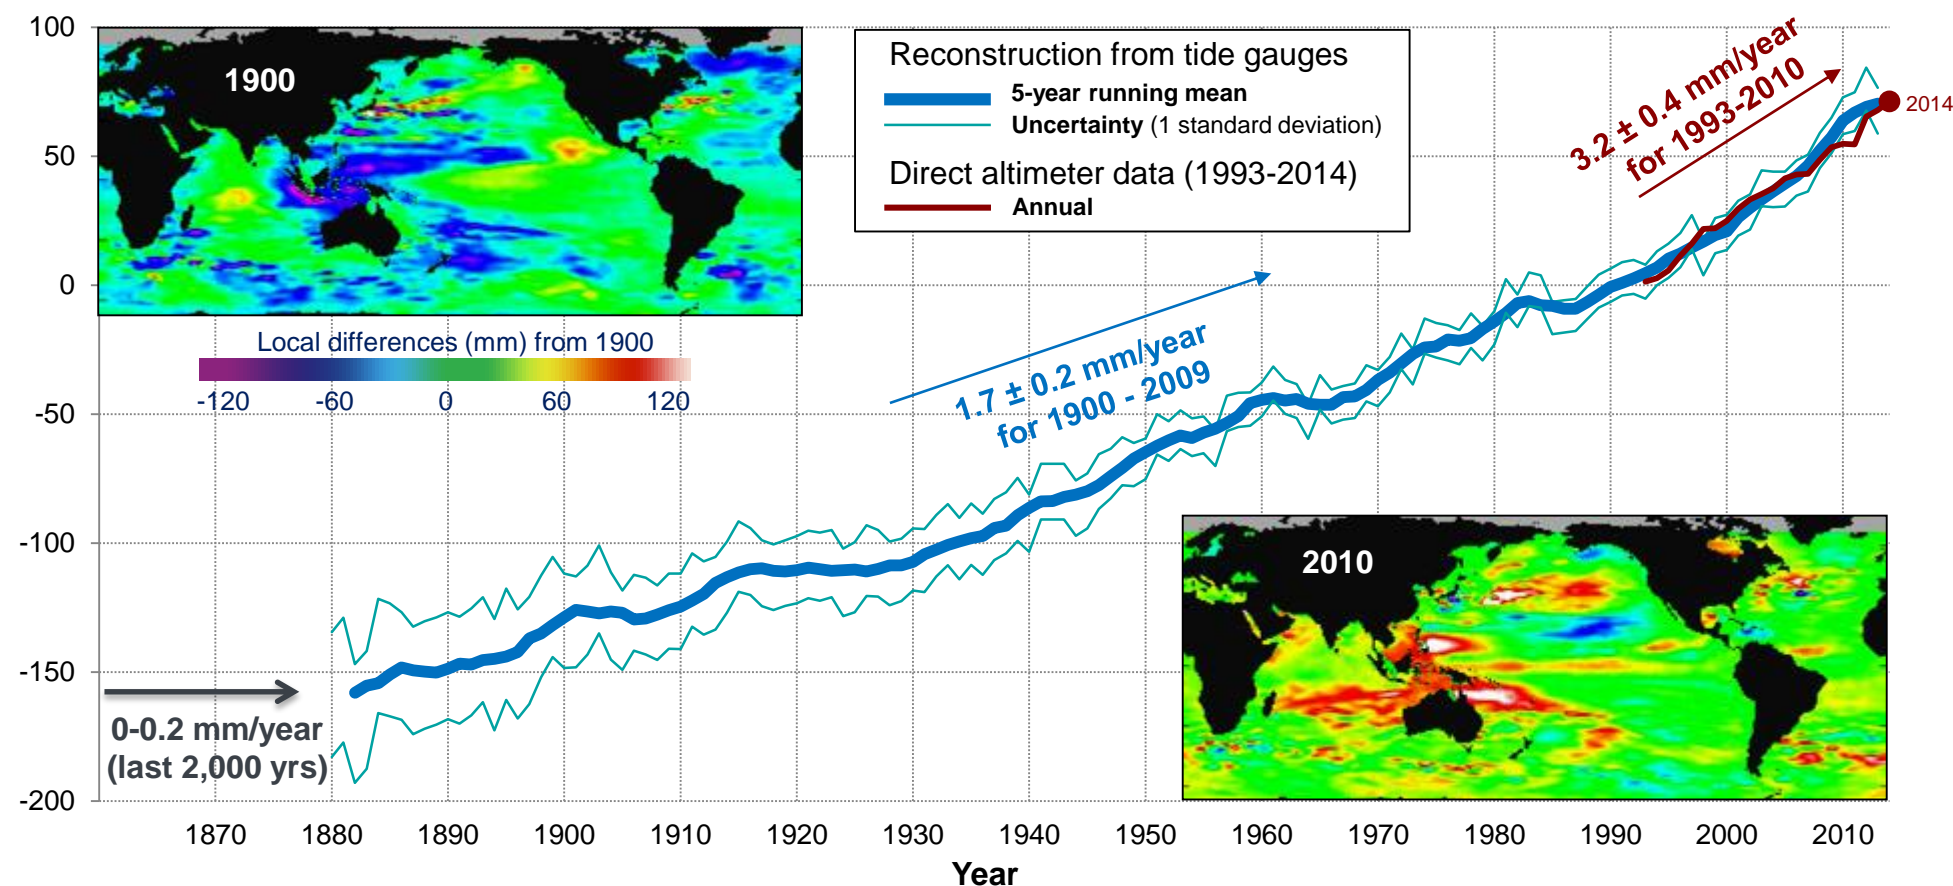 100
50
0
-50
-100
-150
-200
1900
Local differences (mm) from 1900
-120 -60 0 60 120
Reconstruction from tide gauges
5-year running mean
Uncertainty (1 standard deviation)
Direct altimeter data (1993-2014)
Annual
3.2 ± 0.4 mm/year
for 1993-2010
2014
1.7 ± 0.2 mm/year
for 1900 - 2009
2010
0-0.2 mm/year
(last 2,000 yrs)
1870 1880 1890 1900 1910 1920 1930 1940 1950 1960 1970 1980 1990 2000 2010
Year